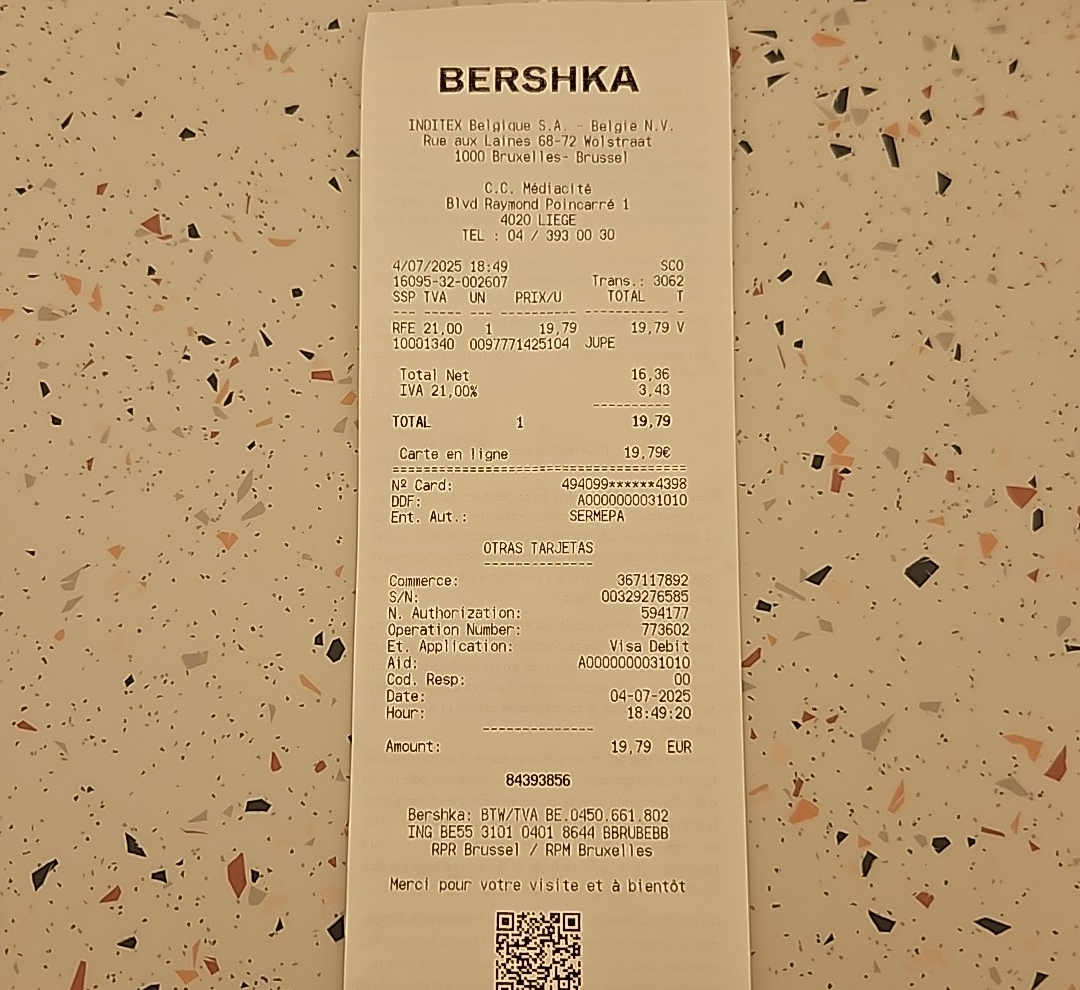 BERSHKA
INDITEX Belgique S.A. - België N.V.
Rue aux Laines 68-72 Wolstraat
1000 Bruxelles- Brussel
C.C. Médiacité
Blvd Raymond Poincarré 1
4020 LIEGE
TEL : 04 / 393 00 30
4/07/2025 18:49 SCO
16095-32-002607 Trans.: 3062
SSP TVA UN PRIX/U TOTAL T
--- ----- --- ---------- ----------- -
RFE 21,00 1 19,79 19,79 V
10001340 0097771425104 JUPE
Total Net 16,36
IVA 21,00% 3,43
----------
TOTAL 1 19,79
Carte en ligne 19,79€
======================================
Nº Card: 494099******4398
DDF: A0000000031010
Ent. Aut.: SERMEPA
OTRAS TARJETAS
--------------
Commerce: 367117892
S/N: 00329276585
N. Authorization: 594177
Operation Number: 773602
Et. Application: Visa Debit
Aid: A0000000031010
Cod. Resp: 00
Date: 04-07-2025
Hour: 18:49:20
--------------
Amount: 19,79 EUR
84393856
Bershka: BTW/TVA BE.0450.661.802
ING BE55 3101 0401 8644 BBRUBEBB
RPR Brussel / RPM Bruxelles
Merci pour votre visite et à bientôt